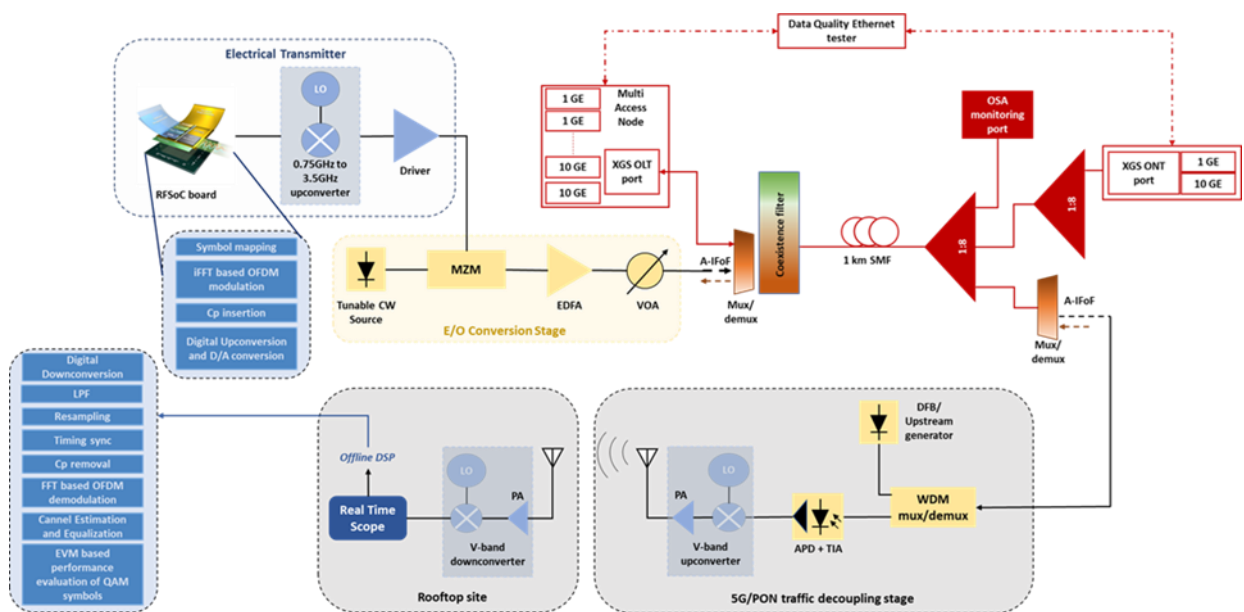 Electrical Transmitter
LO
0.75GHz to
3.5GHz
upconverter
RFSoC board
Driver
Symbol mapping
iFFT based OFDM
modulation
Cp insertion
Digital Upconversion
and D/A conversion
Tunable CW
Source
MZM
EDFA
VOA
E/O Conversion Stage
A-IFoF
Mux/
demux
Data Quality Ethernet
tester
1 GE
1 GE
10 GE
10 GE
Multi
Access
Node
XGS OLT
port
Coexistence filter
1 km SMF
1:8
OSA
monitoring
port
1:8
XGS ONT
port
1 GE
10 GE
A-IFoF
Mux/
demux
Digital
Downconversion
LPF
Resampling
Timing sync
Cp removal
FFT based OFDM
demodulation
Cannel Estimation
and Equalization
EVM based
performance
evaluation of QAM
symbols
Offline DSP
Real Time
Scope
LO
PA
V-band
downconverter
Rooftop site
PA
LO
V-band
upconverter
APD + TIA
DFB/
Upstream
generator
WDM
mux/demux
5G/PON traffic decoupling stage